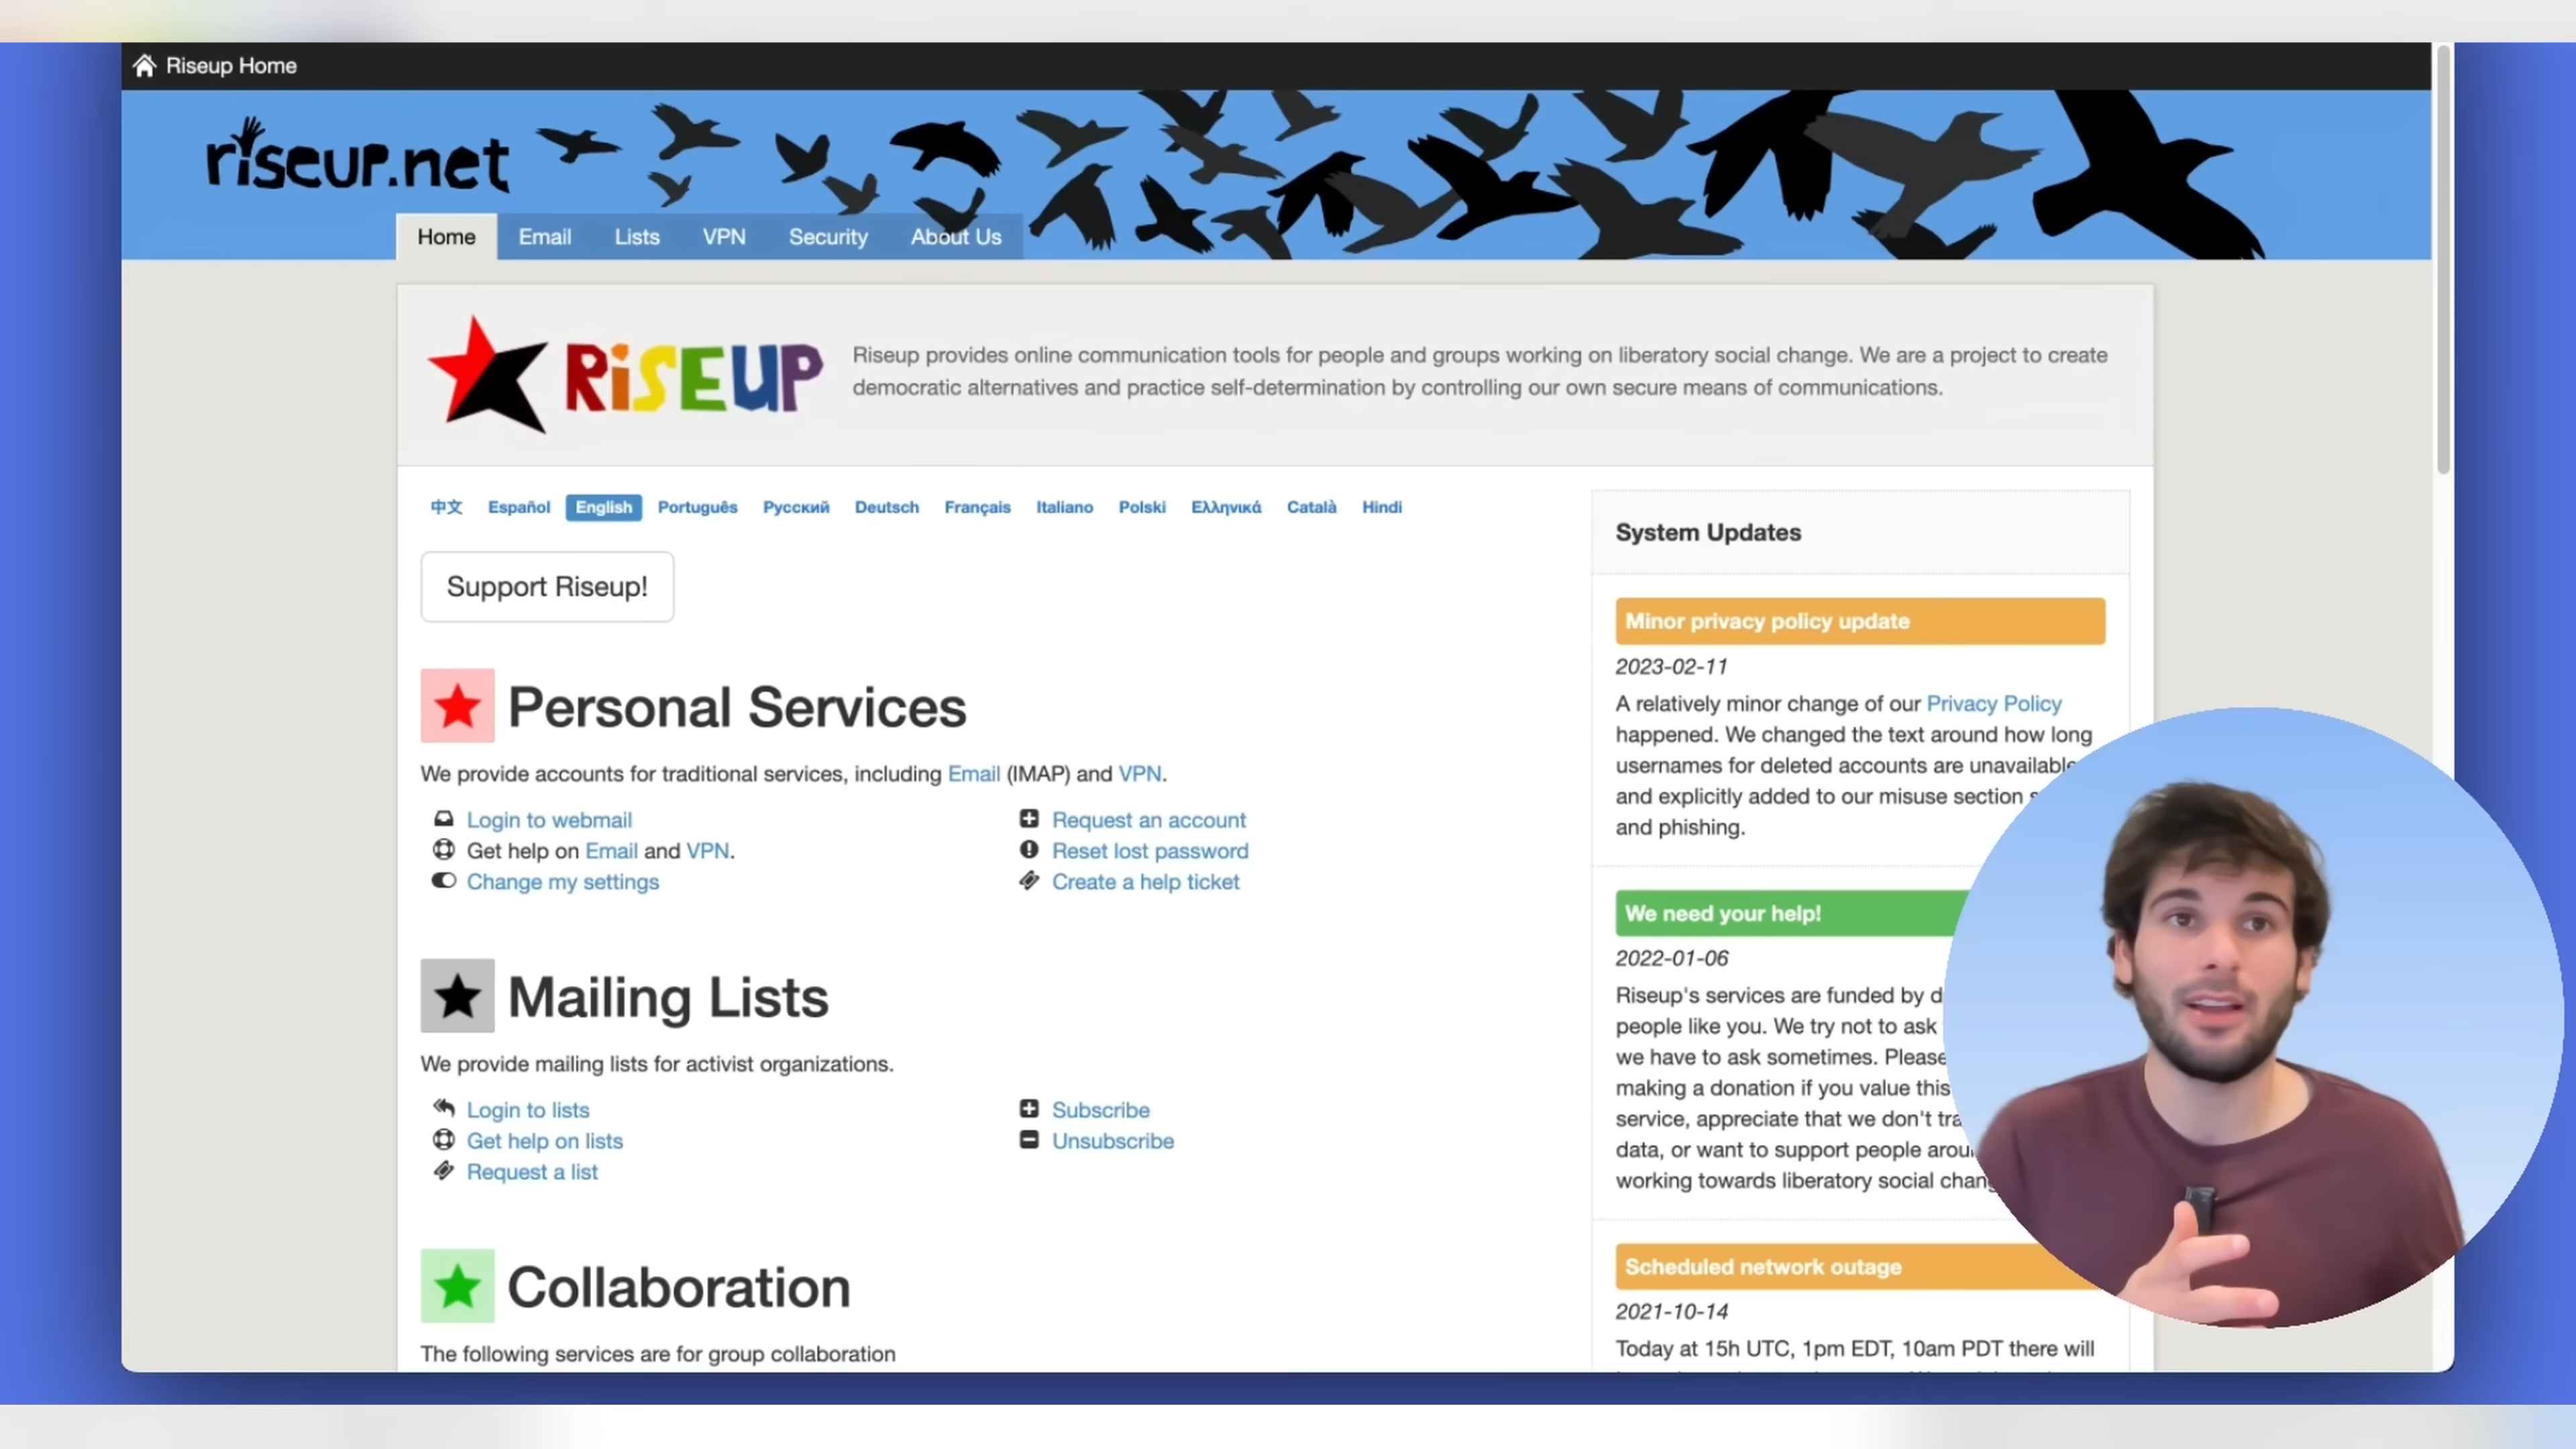 Riseup Home
riseup.net
Home Email Lists VPN Security About Us
RiSEUP
Riseup provides online communication tools for people and groups working on liberatory social change. We are a project to create
democratic alternatives and practice self-determination by controlling our own secure means of communications.
中文 Español English Português Русский Deutsch Français Italiano Polski Ελληνικά Català Hindi
Support Riseup!
Personal Services
We provide accounts for traditional services, including Email (IMAP) and VPN.
Login to webmail
Get help on Email and VPN.
Change my settings
Request an account
Reset lost password
Create a help ticket
Mailing Lists
We provide mailing lists for activist organizations.
Login to lists
Get help on lists
Request a list
Subscribe
Unsubscribe
Collaboration
The following services are for group collaboration
System Updates
Minor privacy policy update
2023-02-11
A relatively minor change of our Privacy Policy
happened. We changed the text around how long
usernames for deleted accounts are unavailable
and explicitly added to our misuse section
and phishing.
We need your help!
2022-01-06
Riseup's services are funded by
people like you. We try not to ask
we have to ask sometimes. Please
making a donation if you value this
service, appreciate that we don't
data, or want to support people
working towards liberatory social
Scheduled network outage
2021-10-14
Today at 15h UTC, 1pm EDT, 10am PDT there will